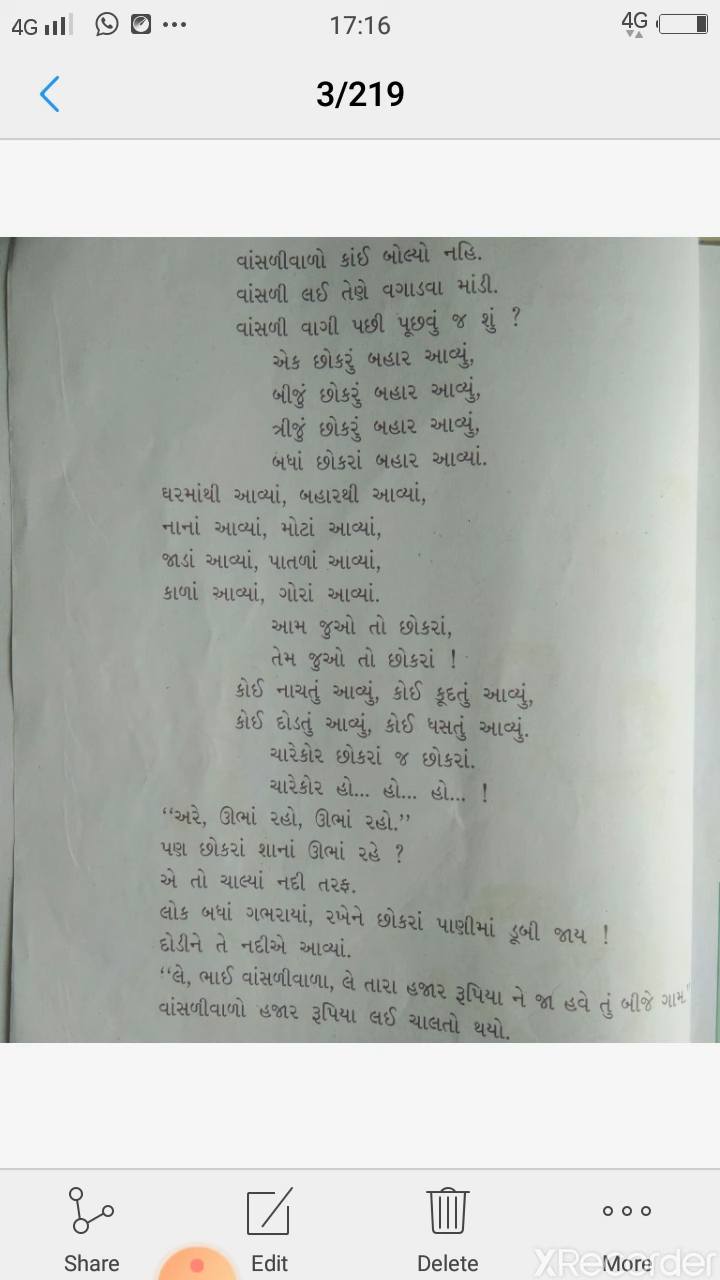 4G
17:16
4G
3/219
વાંસળીવાળો કાંઈ બોલ્યો નહિ.
વાંસળી લઈ તેણે વગાડવા માંડી.
વાંસળી વાગી પછી પૂછવું જ શું ?
એક છોકરું બહાર આવ્યું,
બીજું છોકરું બહાર આવ્યું,
ત્રીજું છોકરું બહાર આવ્યું,
બધાં છોકરાં બહાર આવ્યાં.
ઘરમાંથી આવ્યાં, બહારથી આવ્યાં,
નાનાં આવ્યાં, મોટાં આવ્યાં,
જાડાં આવ્યાં, પાતળાં આવ્યાં,
કાળાં આવ્યાં, ગોરાં આવ્યાં.
આમ જુઓ તો છોકરાં,
તેમ જુઓ તો છોકરાં !
કોઈ નાચતું આવ્યું, કોઈ કૂદતું આવ્યું,
કોઈ દોડતું આવ્યું, કોઈ ધસતું આવ્યું.
ચારેકોર છોકરાં જ છોકરાં.
ચારેકોર હો... હો... હો... !
“અરે, ઊભાં રહો, ઊભાં રહો.”
પણ છોકરાં શાનાં ઊભાં રહે ?
એ તો ચાલ્યાં નદી તરફ.
લોક બધાં ગભરાયાં, રખેને છોકરાં પાણીમાં ડૂબી જાય !
દોડીને તે નદીએ આવ્યાં.
“લે, ભાઈ વાંસળીવાળા, લે તારા હજાર રૂપિયા ને જા હવે તું બીજે ગામ.”
વાંસળીવાળો હજાર રૂપિયા લઈ ચાલતો થયો.
Share Edit Delete More
XRecorder